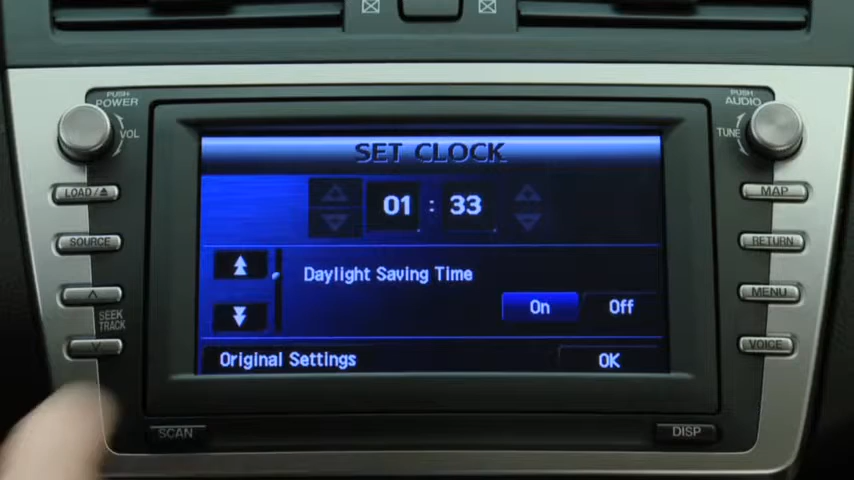 PUSH
POWER
VOL
PUSH
AUDIO
TUNE
SET CLOCK
01 : 33
Daylight Saving Time
On Off
Original Settings OK
LOAD/
SOURCE
SEEK
TRACK
SCAN
MAP
RETURN
MENU
VOICE
DISP